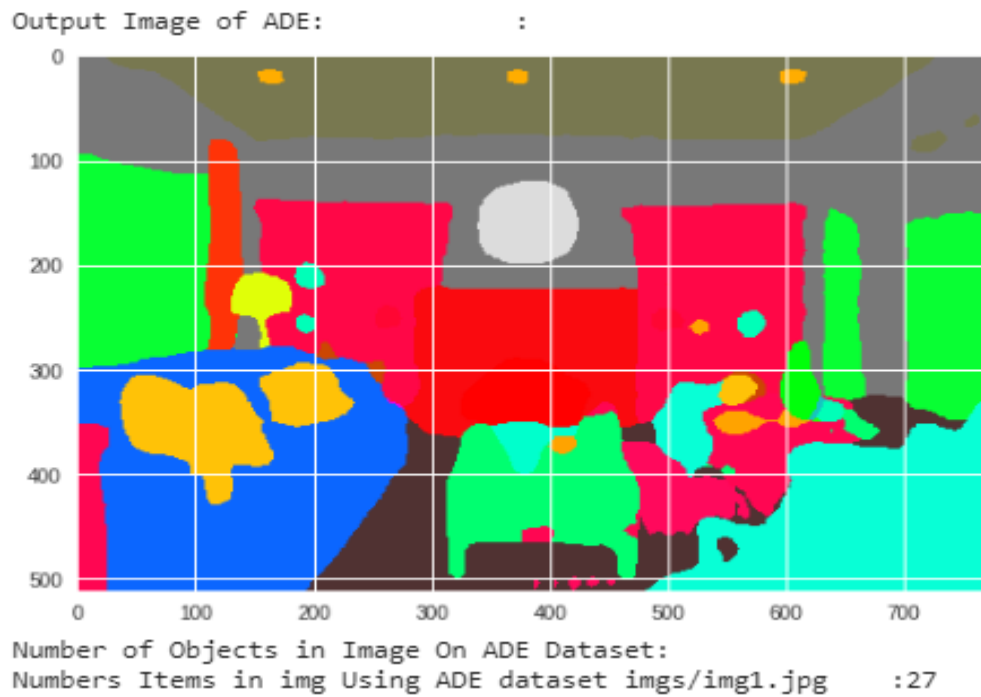 Output Image of ADE: :
0
100
200
300
400
500
0 100 200 300 400 500 600 700
Number of Objects in Image On ADE Dataset:
Numbers Items in img Using ADE dataset imgs/img1.jpg :27